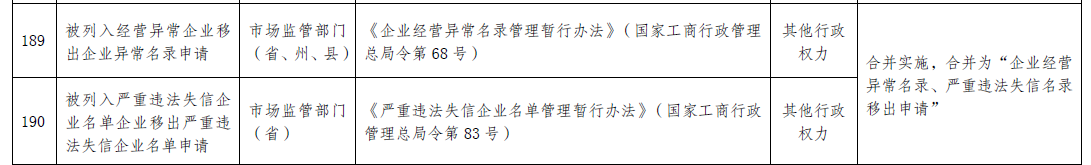 189
被列入经营异常企业移
出企业异常名录申请
市场监管部门
（省、州、县）
《企业经营异常名录管理暂行办法》（国家工商行政管理
总局令第 68 号）
其他行政
权力
合并实施，合并为“企业经营
异常名录、严重违法失信名录
移出申请”
190
被列入严重违法失信企
业名单企业移出严重违
法失信企业名单申请
市场监管部门
（省）
《严重违法失信企业名单管理暂行办法》（国家工商行政
管理总局令第 83 号）
其他行政
权力